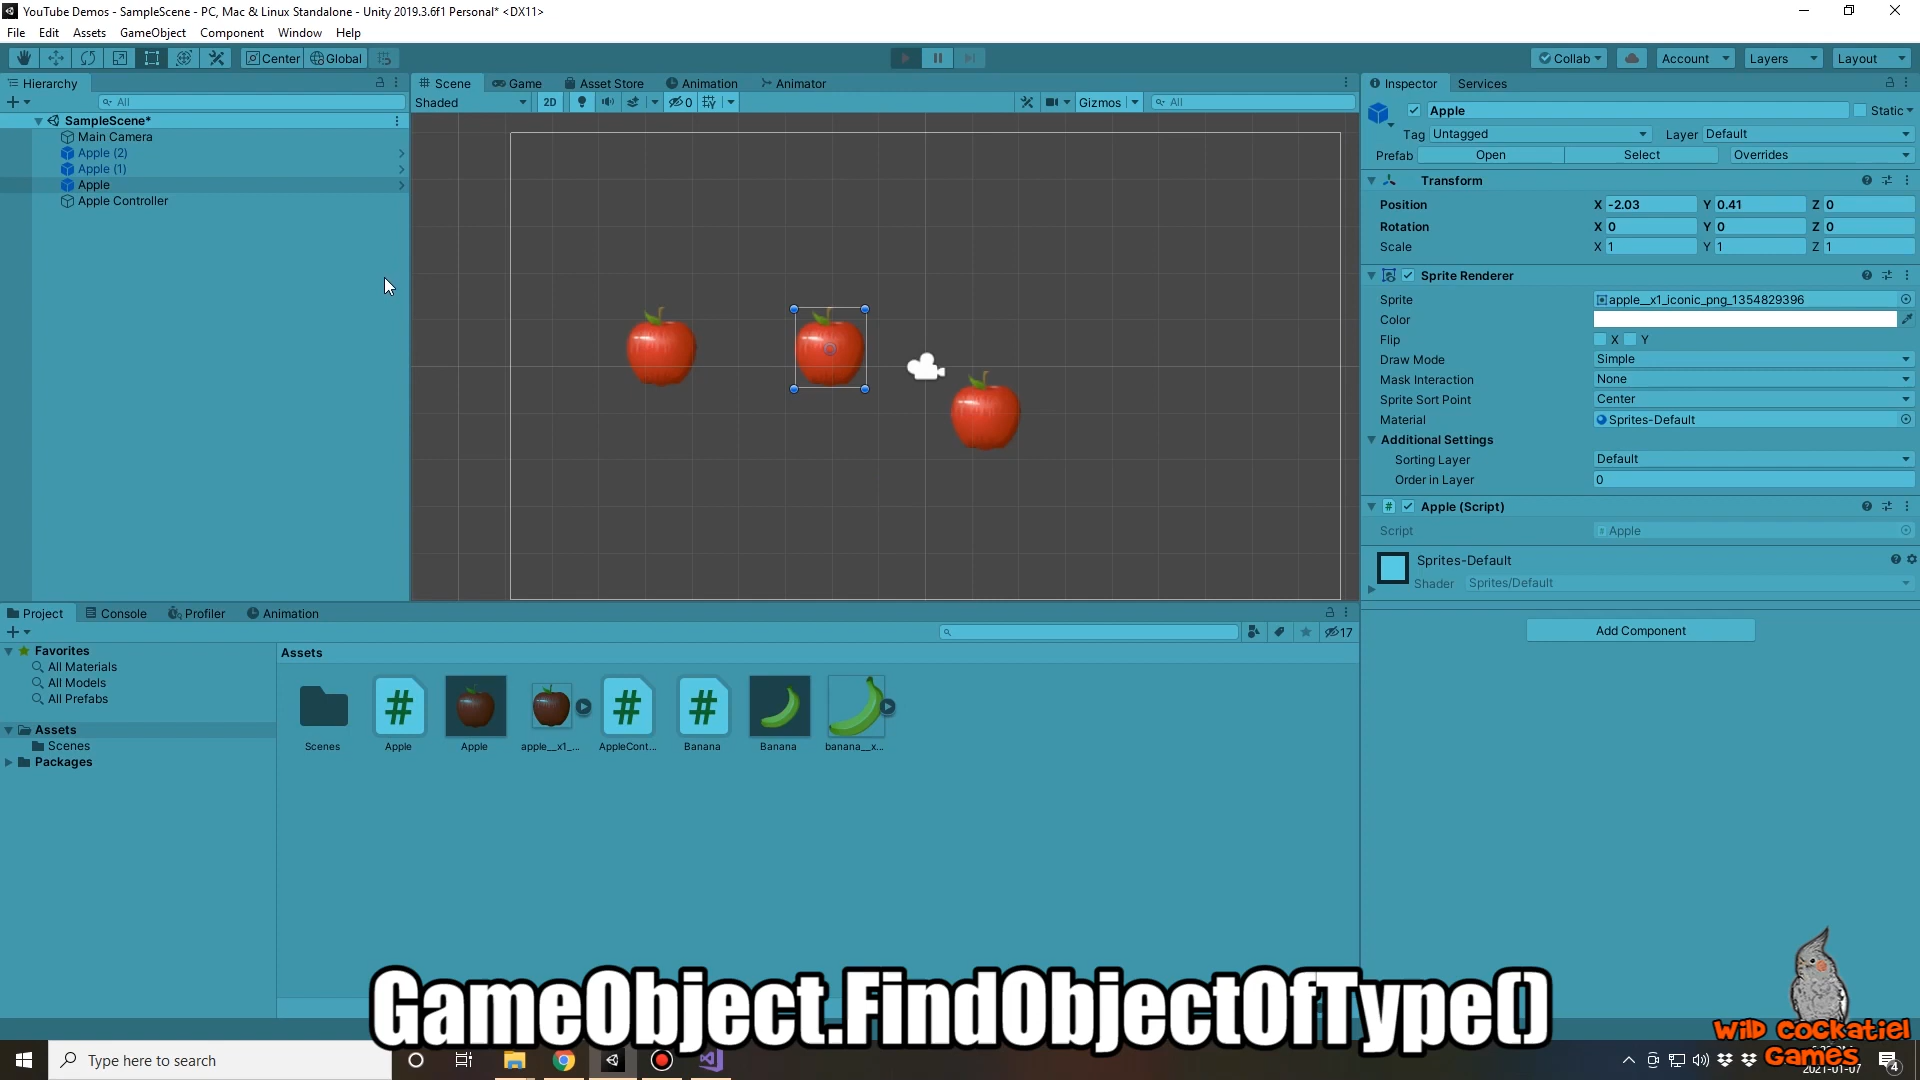 YouTube Demos - SampleScene - PC, Mac & Linux Standalone - Unity 2019.3.6f1 Personal* <DX11>
File Edit Assets GameObject Component Window Help
Center Global Collab Account Layers Layout
Hierarchy
All
SampleScene*
Main Camera
Apple (2)
Apple (1)
Apple
Apple Controller
Scene Game Asset Store Animation Animator
Shaded 2D 0 Gizmos All
Inspector Services
Apple Static
Tag Untagged Layer Default
Prefab Open Select Overrides
Transform
Position X -2.03 Y 0.41 Z 0
Rotation X 0 Y 0 Z 0
Scale X 1 Y 1 Z 1
Sprite Renderer
Sprite apple__x1_iconic_png_1354829396
Color
Flip X Y
Draw Mode Simple
Mask Interaction None
Sprite Sort Point Center
Material Sprites-Default
Additional Settings
Sorting Layer Default
Order in Layer 0
# Apple (Script)
Script Apple
Sprites-Default
Shader Sprites/Default
Add Component
Project Console Profiler Animation
17
Favorites
All Materials
All Models
All Prefabs
Assets
Scenes
Packages
Assets
# # #
Scenes Apple Apple apple__x1_... AppleCont... Banana Banana banana__x...
GameObject.FindObjectOfType()
Wild Cockatiel
Games
Type here to search
2021-01-07
4